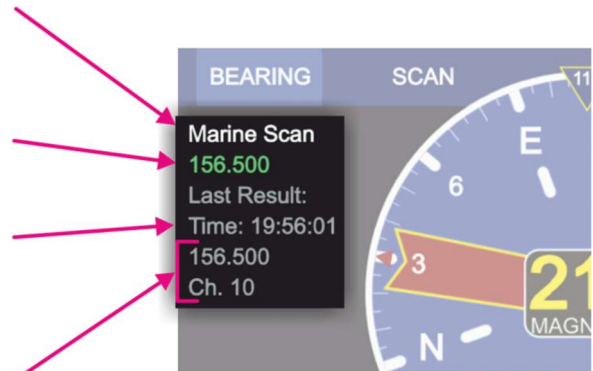 BEARING SCAN
11
Marine Scan
156.500
Last Result:
Time: 19:56:01
156.500
Ch. 10
E
6
3
21
MAGN
N